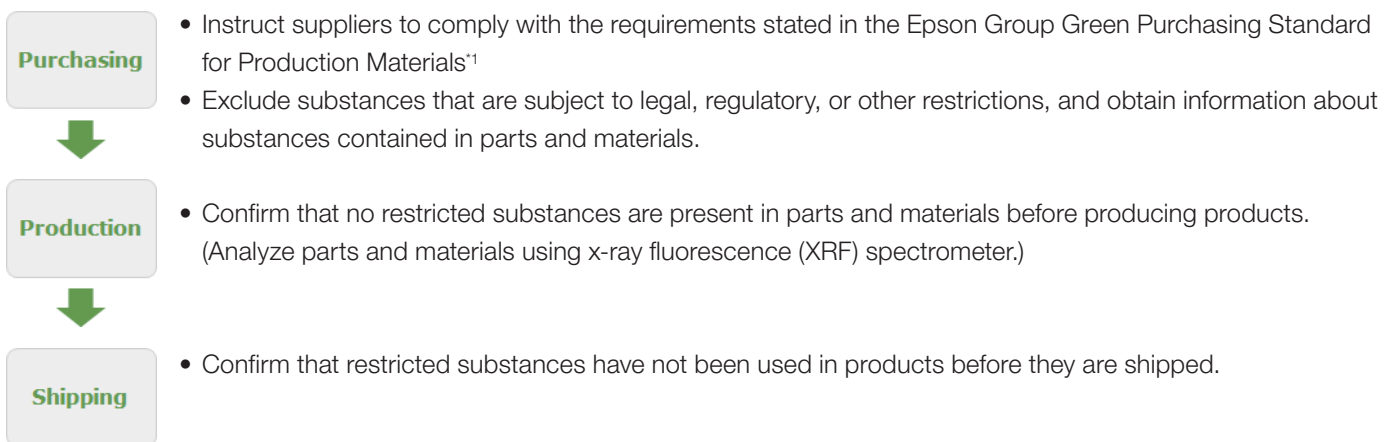 Purchasing
• Instruct suppliers to comply with the requirements stated in the Epson Group Green Purchasing Standard
for Production Materials*1
• Exclude substances that are subject to legal, regulatory, or other restrictions, and obtain information about
substances contained in parts and materials.
Production
• Confirm that no restricted substances are present in parts and materials before producing products.
(Analyze parts and materials using x-ray fluorescence (XRF) spectrometer.)
Shipping
• Confirm that restricted substances have not been used in products before they are shipped.